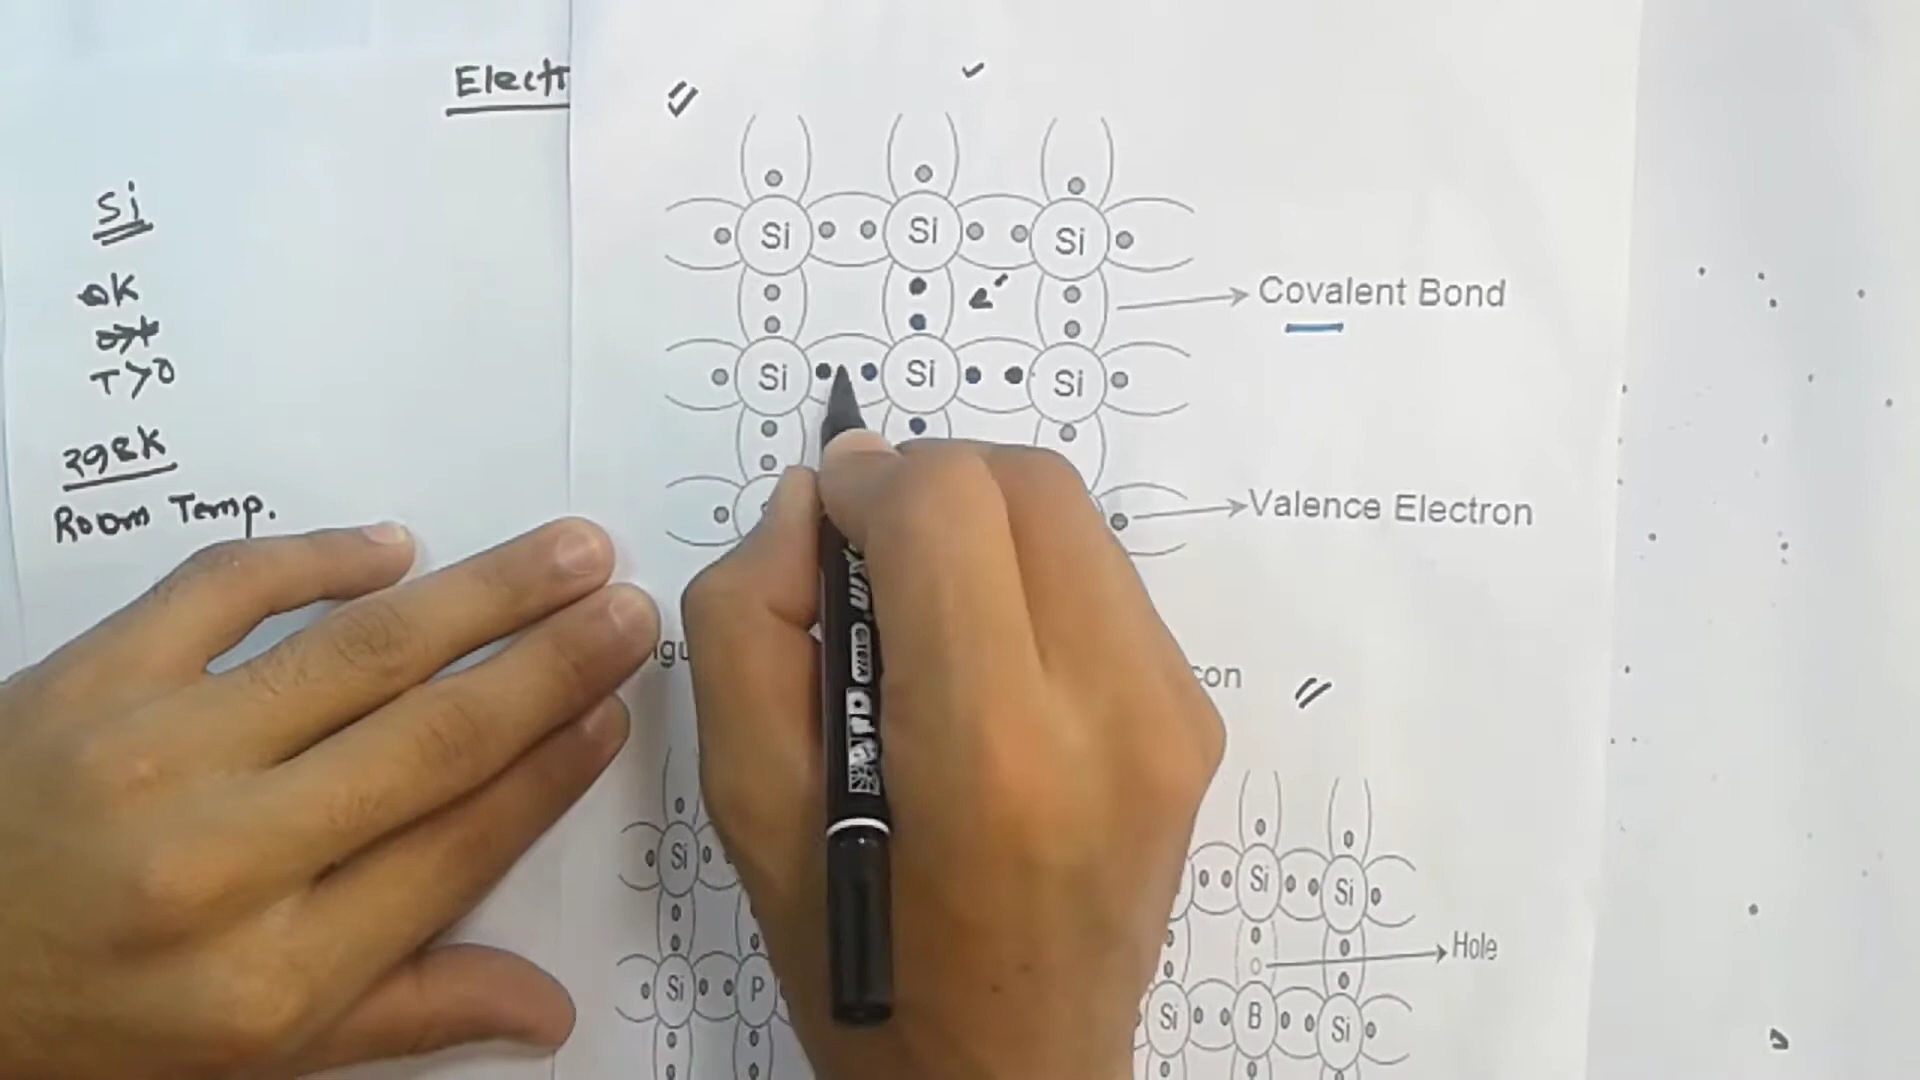 Electr
Si
0K
T>0
298K
Room Temp.
Si Si Si
Covalent Bond
Si Si Si
Valence Electron
con
Si
Si P
Si Si
Hole
Si B Si